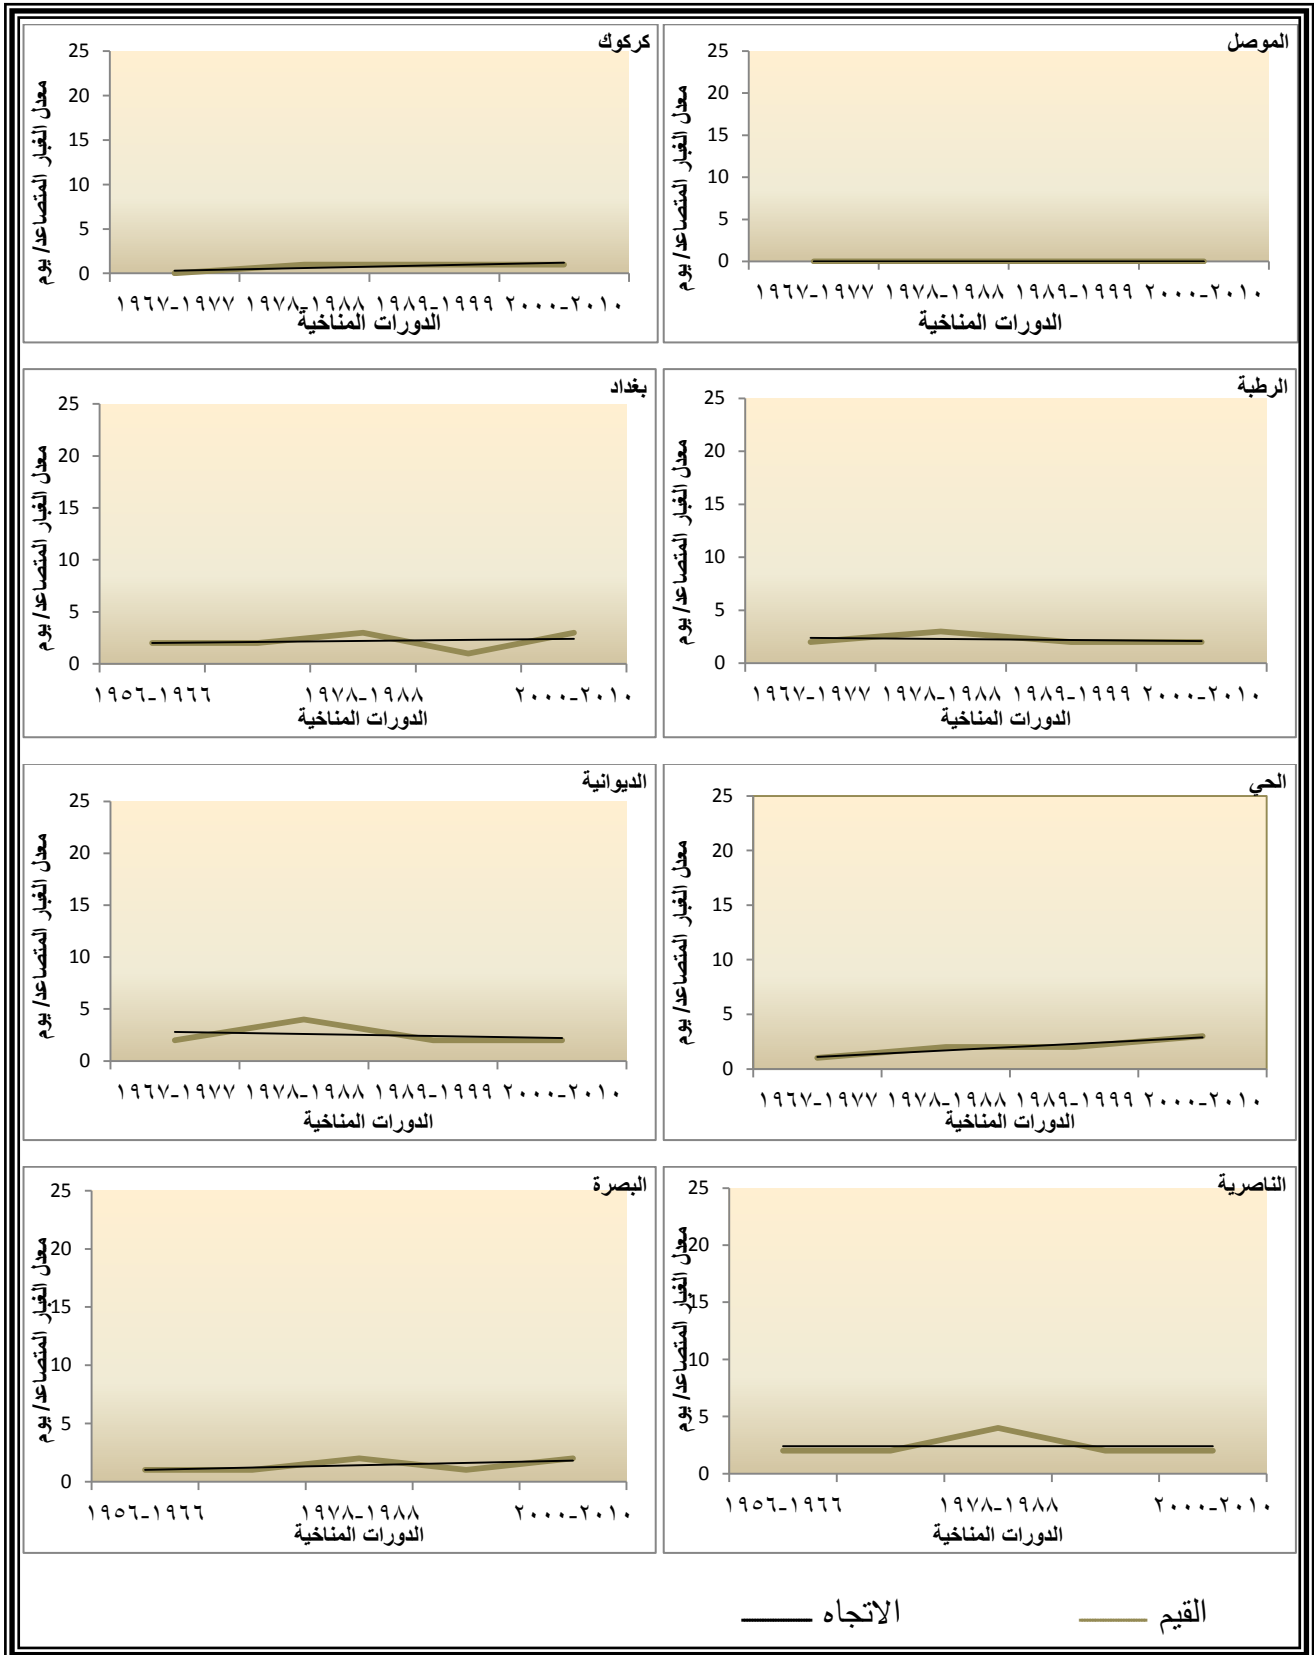 الموصل
معدل الغبار المتصاعد/ يوم
25
20
15
10
5
0
١٩٦٧-١٩٧٧ ١٩٧٨-١٩٨٨ ١٩٨٩-١٩٩٩ ٢٠٠٠-٢٠١٠
الدورات المناخية
كركوك
معدل الغبار المتصاعد/ يوم
25
20
15
10
5
0
١٩٦٧-١٩٧٧ ١٩٧٨-١٩٨٨ ١٩٨٩-١٩٩٩ ٢٠٠٠-٢٠١٠
الدورات المناخية
الرطبة
معدل الغبار المتصاعد/ يوم
25
20
15
10
5
0
١٩٦٧-١٩٧٧ ١٩٧٨-١٩٨٨ ١٩٨٩-١٩٩٩ ٢٠٠٠-٢٠١٠
الدورات المناخية
بغداد
معدل الغبار المتصاعد/ يوم
25
20
15
10
5
0
١٩٥٦-١٩٦٦ ١٩٧٨-١٩٨٨ ٢٠٠٠-٢٠١٠
الدورات المناخية
الحي
معدل الغبار المتصاعد/ يوم
25
20
15
10
5
0
١٩٦٧-١٩٧٧ ١٩٧٨-١٩٨٨ ١٩٨٩-١٩٩٩ ٢٠٠٠-٢٠١٠
الدورات المناخية
الديوانية
معدل الغبار المتصاعد/ يوم
25
20
15
10
5
0
١٩٦٧-١٩٧٧ ١٩٧٨-١٩٨٨ ١٩٨٩-١٩٩٩ ٢٠٠٠-٢٠١٠
الدورات المناخية
الناصرية
معدل الغبار المتصاعد/ يوم
25
20
15
10
5
0
١٩٥٦-١٩٦٦ ١٩٧٨-١٩٨٨ ٢٠٠٠-٢٠١٠
الدورات المناخية
البصرة
معدل الغبار المتصاعد/ يوم
25
20
15
10
5
0
١٩٥٦-١٩٦٦ ١٩٧٨-١٩٨٨ ٢٠٠٠-٢٠١٠
الدورات المناخية
القيم
الاتجاه